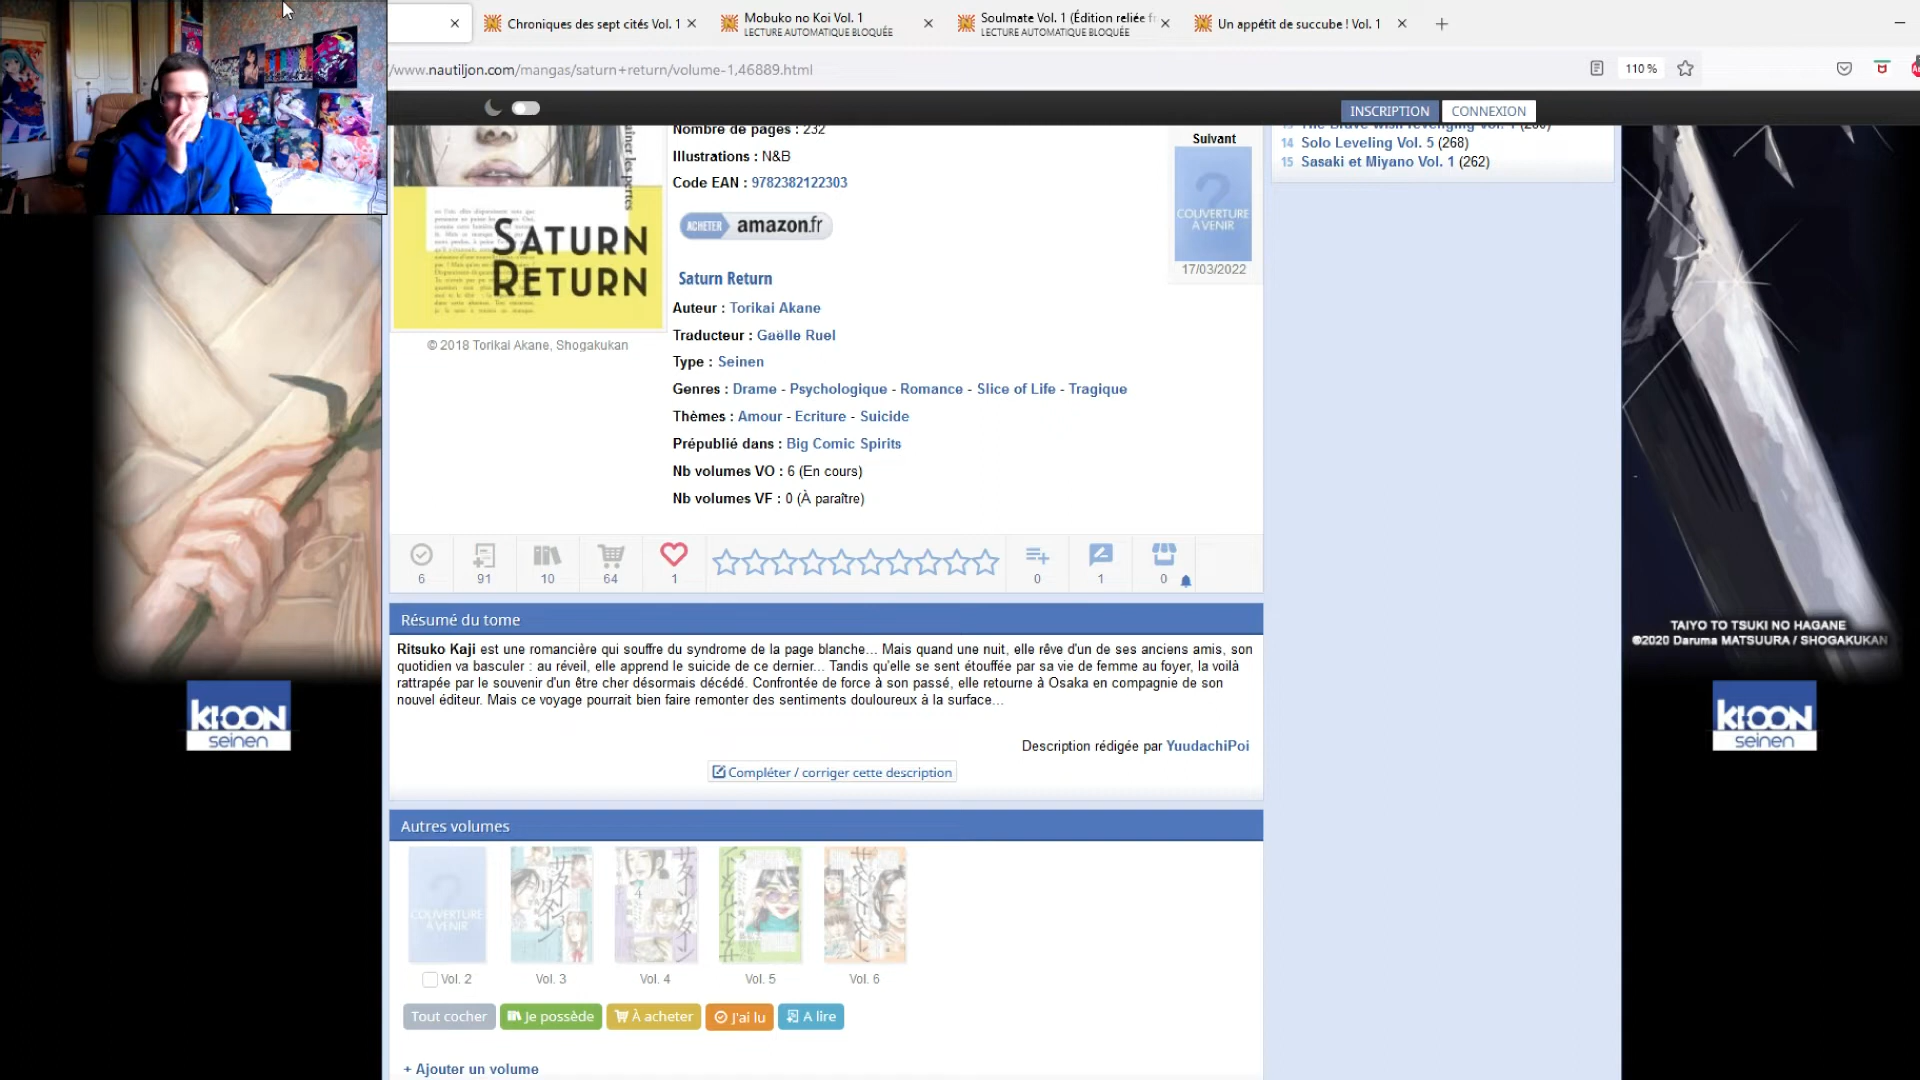 Chroniques des sept cités Vol. 1
Mobuko no Koi Vol. 1
LECTURE AUTOMATIQUE BLOQUÉE
Soulmate Vol. 1 (Édition reliée fr
LECTURE AUTOMATIQUE BLOQUÉE
Un appétit de succube ! Vol. 1
/www.nautiljon.com/mangas/saturn+return/volume-1,46889.html
110 %
INSCRIPTION
CONNEXION
Nombre de pages : 232
Illustrations : N&B
Code EAN : 9782382122303
ACHETER amazon.fr
SATURN
RETURN
© 2018 Torikai Akane, Shogakukan
Saturn Return
Auteur : Torikai Akane
Traducteur : Gaëlle Ruel
Type : Seinen
Genres : Drame - Psychologique - Romance - Slice of Life - Tragique
Thèmes : Amour - Ecriture - Suicide
Prépublié dans : Big Comic Spirits
Nb volumes VO : 6 (En cours)
Nb volumes VF : 0 (À paraître)
Suivant
?
COUVERTURE
À VENIR
17/03/2022
14 Solo Leveling Vol. 5 (268)
15 Sasaki et Miyano Vol. 1 (262)
6
91
10
64
1
0
1
0
Résumé du tome
Ritsuko Kaji est une romancière qui souffre du syndrome de la page blanche... Mais quand une nuit, elle rêve d'un de ses anciens amis, son
quotidien va basculer : au réveil, elle apprend le suicide de ce dernier... Tandis qu'elle se sent étouffée par sa vie de femme au foyer, la voilà
rattrapée par le souvenir d'un être cher désormais décédé. Confrontée de force à son passé, elle retourne à Osaka en compagnie de son
nouvel éditeur. Mais ce voyage pourrait bien faire remonter des sentiments douloureux à la surface...
Description rédigée par YuudachiPoi
Compléter / corriger cette description
Autres volumes
COUVERTURE
À VENIR
Vol. 2
Vol. 3
Vol. 4
Vol. 5
Vol. 6
Tout cocher
Je possède
À acheter
J'ai lu
A lire
+ Ajouter un volume
KI-OON
seinen
TAIYO TO TSUKI NO HAGANE
©2020 Daruma MATSUURA / SHOGAKUKAN
KI-OON
seinen